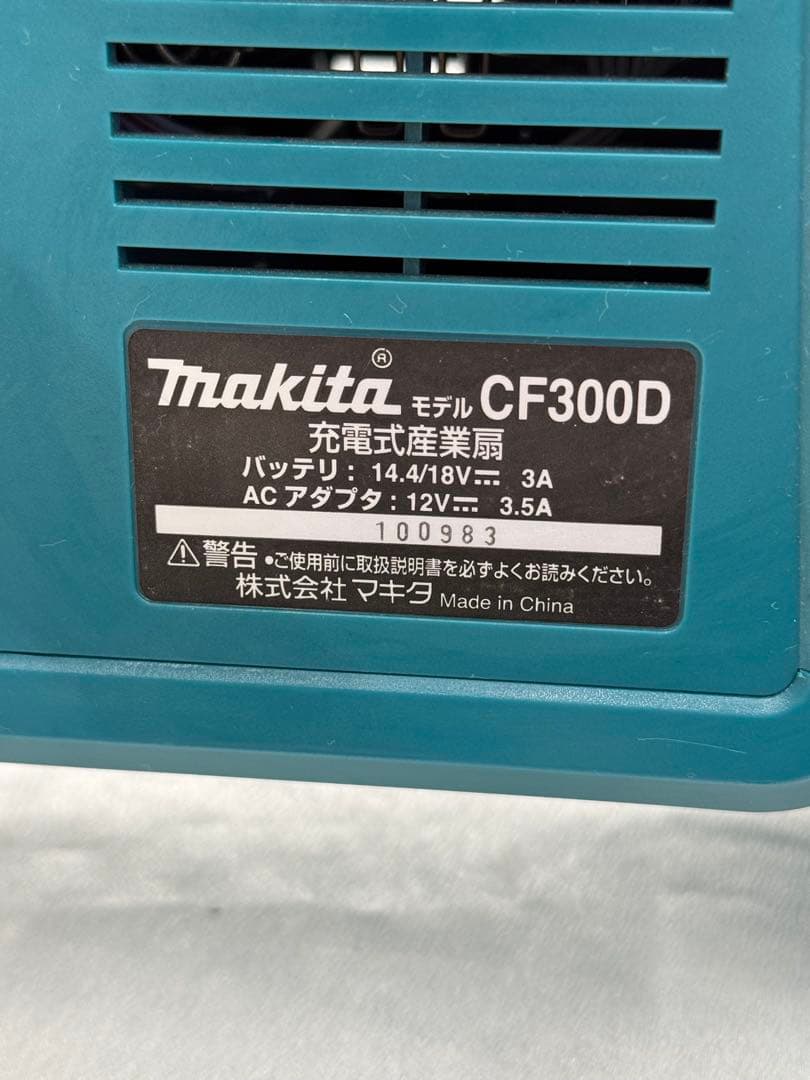 makita® モデル CF300D
充電式産業扇
バッテリ: 14.4/18V⎓ 3A
AC アダプタ: 12V⎓ 3.5A
100983
⚠警告 •ご使用前に取扱説明書を必ずよくお読みください。
株式会社 マキタ Made in China